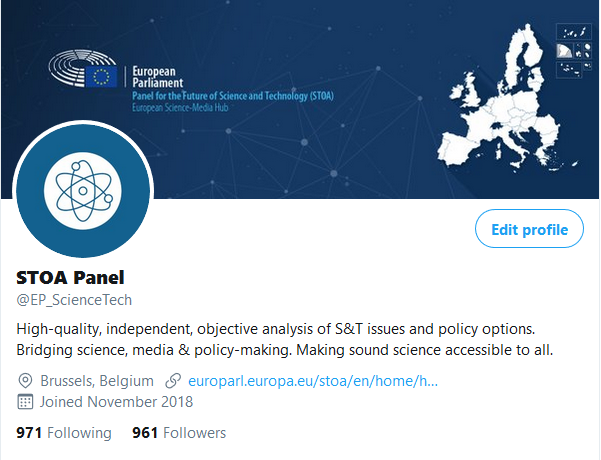 European
Parliament
Panel for the Future of Science and Technology (STOA)
European Science-Media Hub
Edit profile
STOA Panel
@EP_ScienceTech
High-quality, independent, objective analysis of S&T issues and policy options.
Bridging science, media & policy-making. Making sound science accessible to all.
Brussels, Belgium europarl.europa.eu/stoa/en/home/h...
Joined November 2018
971 Following 961 Followers